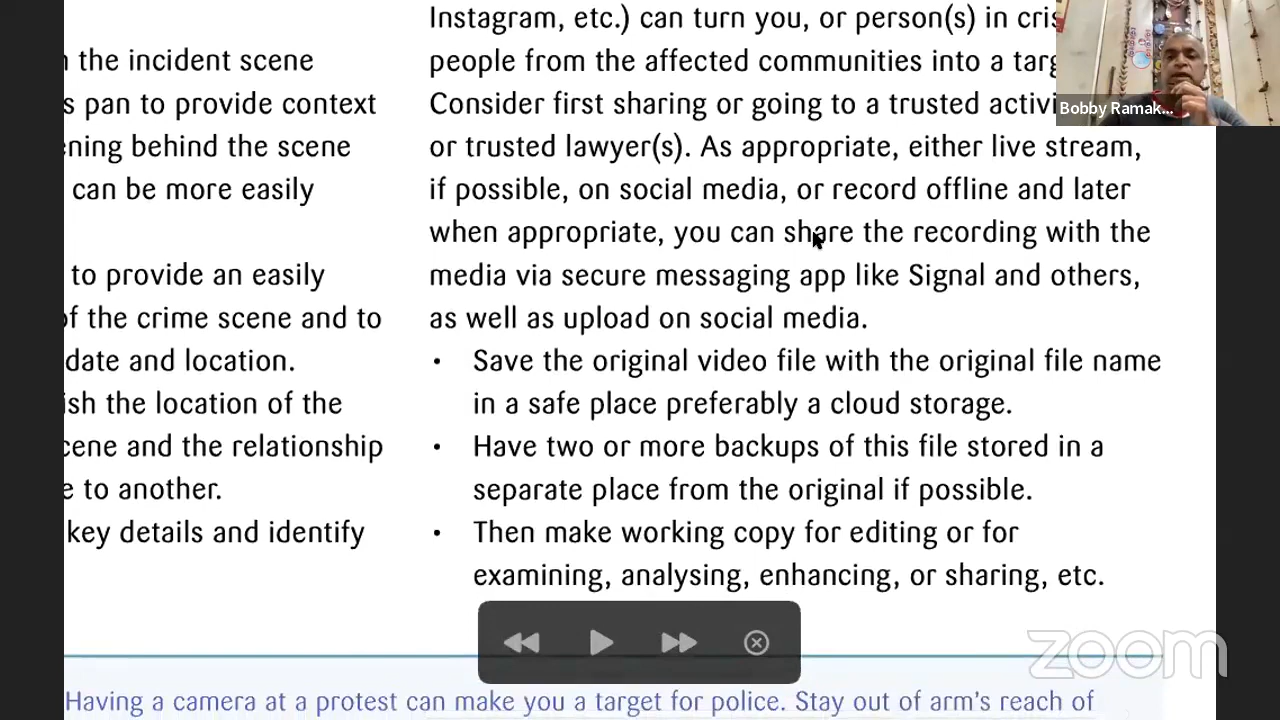 the incident scene
s pan to provide context
ening behind the scene
can be more easily
to provide an easily
of the crime scene and to
date and location.
ish the location of the
cene and the relationship
e to another.
key details and identify
Instagram, etc.) can turn you, or person(s) in cris
people from the affected communities into a targ
Consider first sharing or going to a trusted activi
or trusted lawyer(s). As appropriate, either live stream,
if possible, on social media, or record offline and later
when appropriate, you can share the recording with the
media via secure messaging app like Signal and others,
as well as upload on social media.
• Save the original video file with the original file name
in a safe place preferably a cloud storage.
• Have two or more backups of this file stored in a
separate place from the original if possible.
• Then make working copy for editing or for
examining, analysing, enhancing, or sharing, etc.
Having a camera at a protest can make you a target for police. Stay out of arm's reach of
Bobby Ramak...
zoom